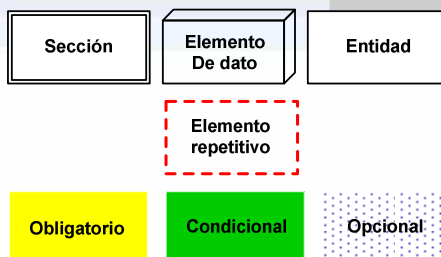 Sección
Elemento
De dato
Entidad
Elemento
repetitivo
Obligatorio
Condicional
Opcional